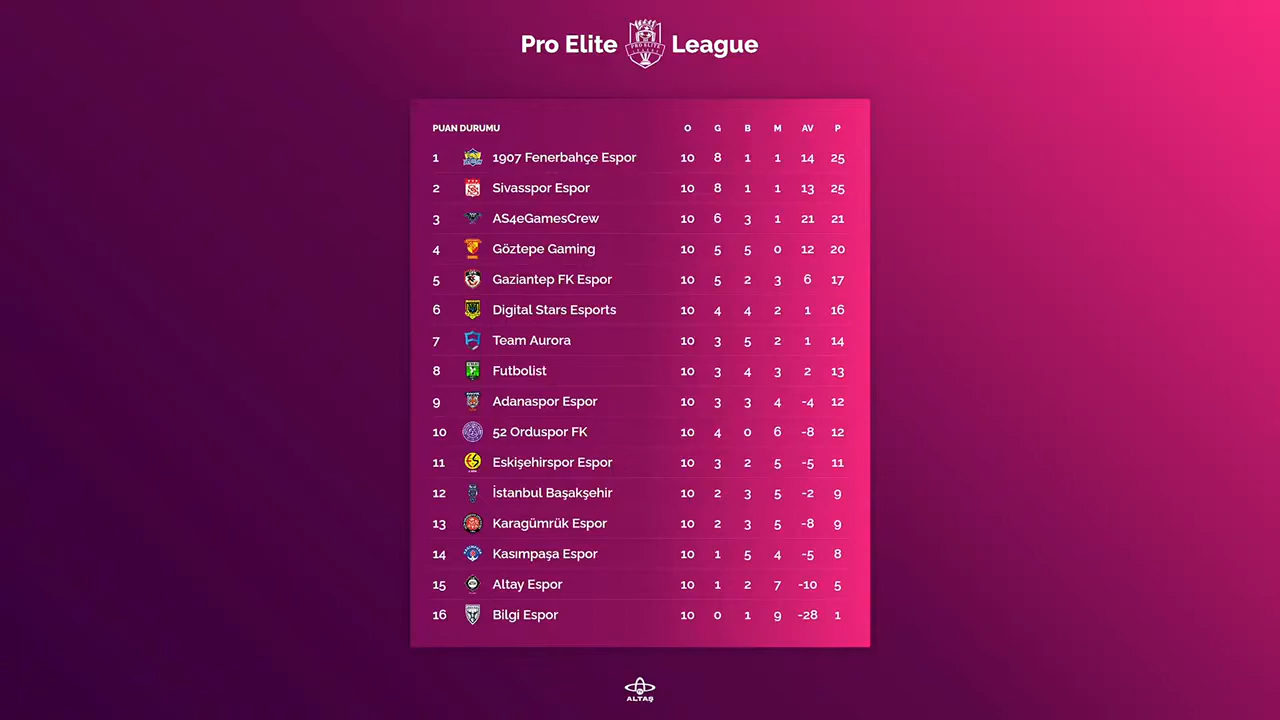 Pro Elite League
PRO ELITE
LEAGUE
PUAN DURUMU O G B M AV P
1 1907 Fenerbahçe Espor 10 8 1 1 14 25
2 Sivasspor Espor 10 8 1 1 13 25
3 AS4eGamesCrew 10 6 3 1 21 21
4 Göztepe Gaming 10 5 5 0 12 20
5 Gaziantep FK Espor 10 5 2 3 6 17
6 Digital Stars Esports 10 4 4 2 1 16
7 Team Aurora 10 3 5 2 1 14
8 Futbolist 10 3 4 3 2 13
9 Adanaspor Espor 10 3 3 4 -4 12
10 52 Orduspor FK 10 4 0 6 -8 12
11 Eskişehirspor Espor 10 3 2 5 -5 11
12 İstanbul Başakşehir 10 2 3 5 -2 9
13 Karagümrük Espor 10 2 3 5 -8 9
14 Kasımpaşa Espor 10 1 5 4 -5 8
15 Altay Espor 10 1 2 7 -10 5
16 Bilgi Espor 10 0 1 9 -28 1
ALTAŞ